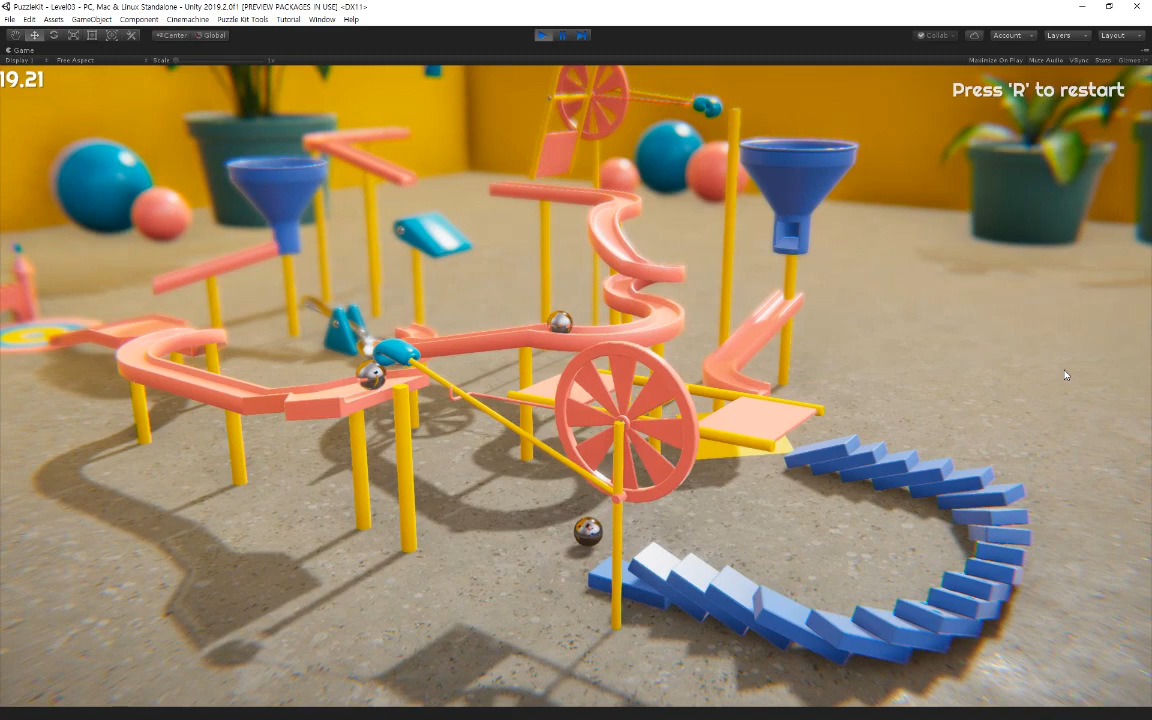 PuzzleKit - Level03 - PC, Mac & Linux Standalone - Unity 2019.2.0f1 [PREVIEW PACKAGES IN USE] <DX11>
File Edit Assets GameObject Component Cinemachine Puzzle Kit Tools Tutorial Window Help
Center Global Collab Account Layers Layout
Game
Display 1 Free Aspect Scale 1x Maximize On Play Mute Audio VSync Stats Gizmos
19.21
Press 'R' to restart